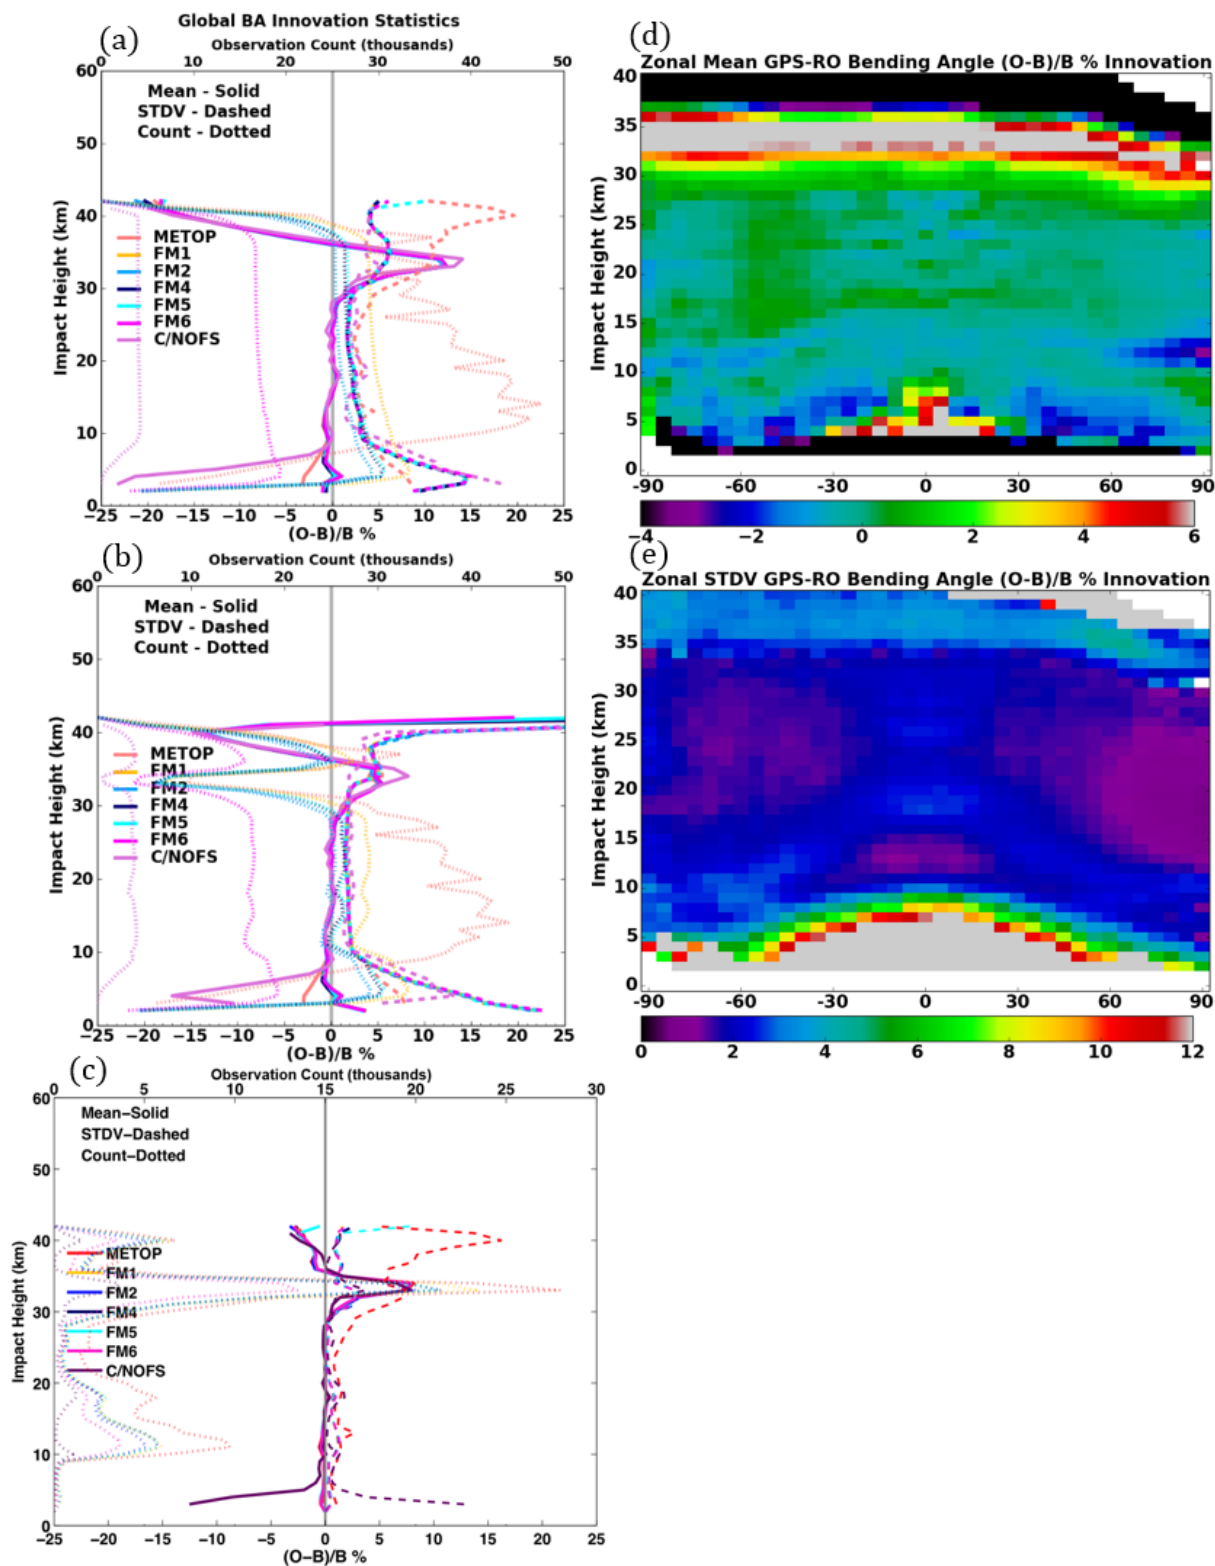 Global BA Innovation Statistics
(a)
Observation Count (thousands)
0 10 20 30 40 50
60
50
40
30
20
10
0
Impact Height (km)
Mean - Solid
STDV - Dashed
Count - Dotted
METOP
FM1
FM2
FM4
FM5
FM6
C/NOFS
−25 −20 −15 −10 −5 0 5 10 15 20 25
(O-B)/B %
(b)
Observation Count (thousands)
0 10 20 30 40 50
60
50
40
30
20
10
0
Impact Height (km)
Mean - Solid
STDV - Dashed
Count - Dotted
METOP
FM1
FM2
FM4
FM5
FM6
C/NOFS
−25 −20 −15 −10 −5 0 5 10 15 20 25
(O-B)/B %
(c)
Observation Count (thousands)
0 5 10 15 20 25 30
60
50
40
30
20
10
0
Impact Height (km)
Mean–Solid
STDV–Dashed
Count–Dotted
METOP
FM1
FM2
FM4
FM5
FM6
C/NOFS
−25 −20 −15 −10 −5 0 5 10 15 20 25
(O–B)/B %
(d)
Zonal Mean GPS-RO Bending Angle (O-B)/B % Innovation
40
35
30
25
20
15
10
5
0
Impact Height (km)
-90 -60 -30 0 30 60 90
−4 −2 0 2 4 6
(e)
Zonal STDV GPS-RO Bending Angle (O-B)/B % Innovation
40
35
30
25
20
15
10
5
0
Impact Height (km)
-90 -60 -30 0 30 60 90
0 2 4 6 8 10 12